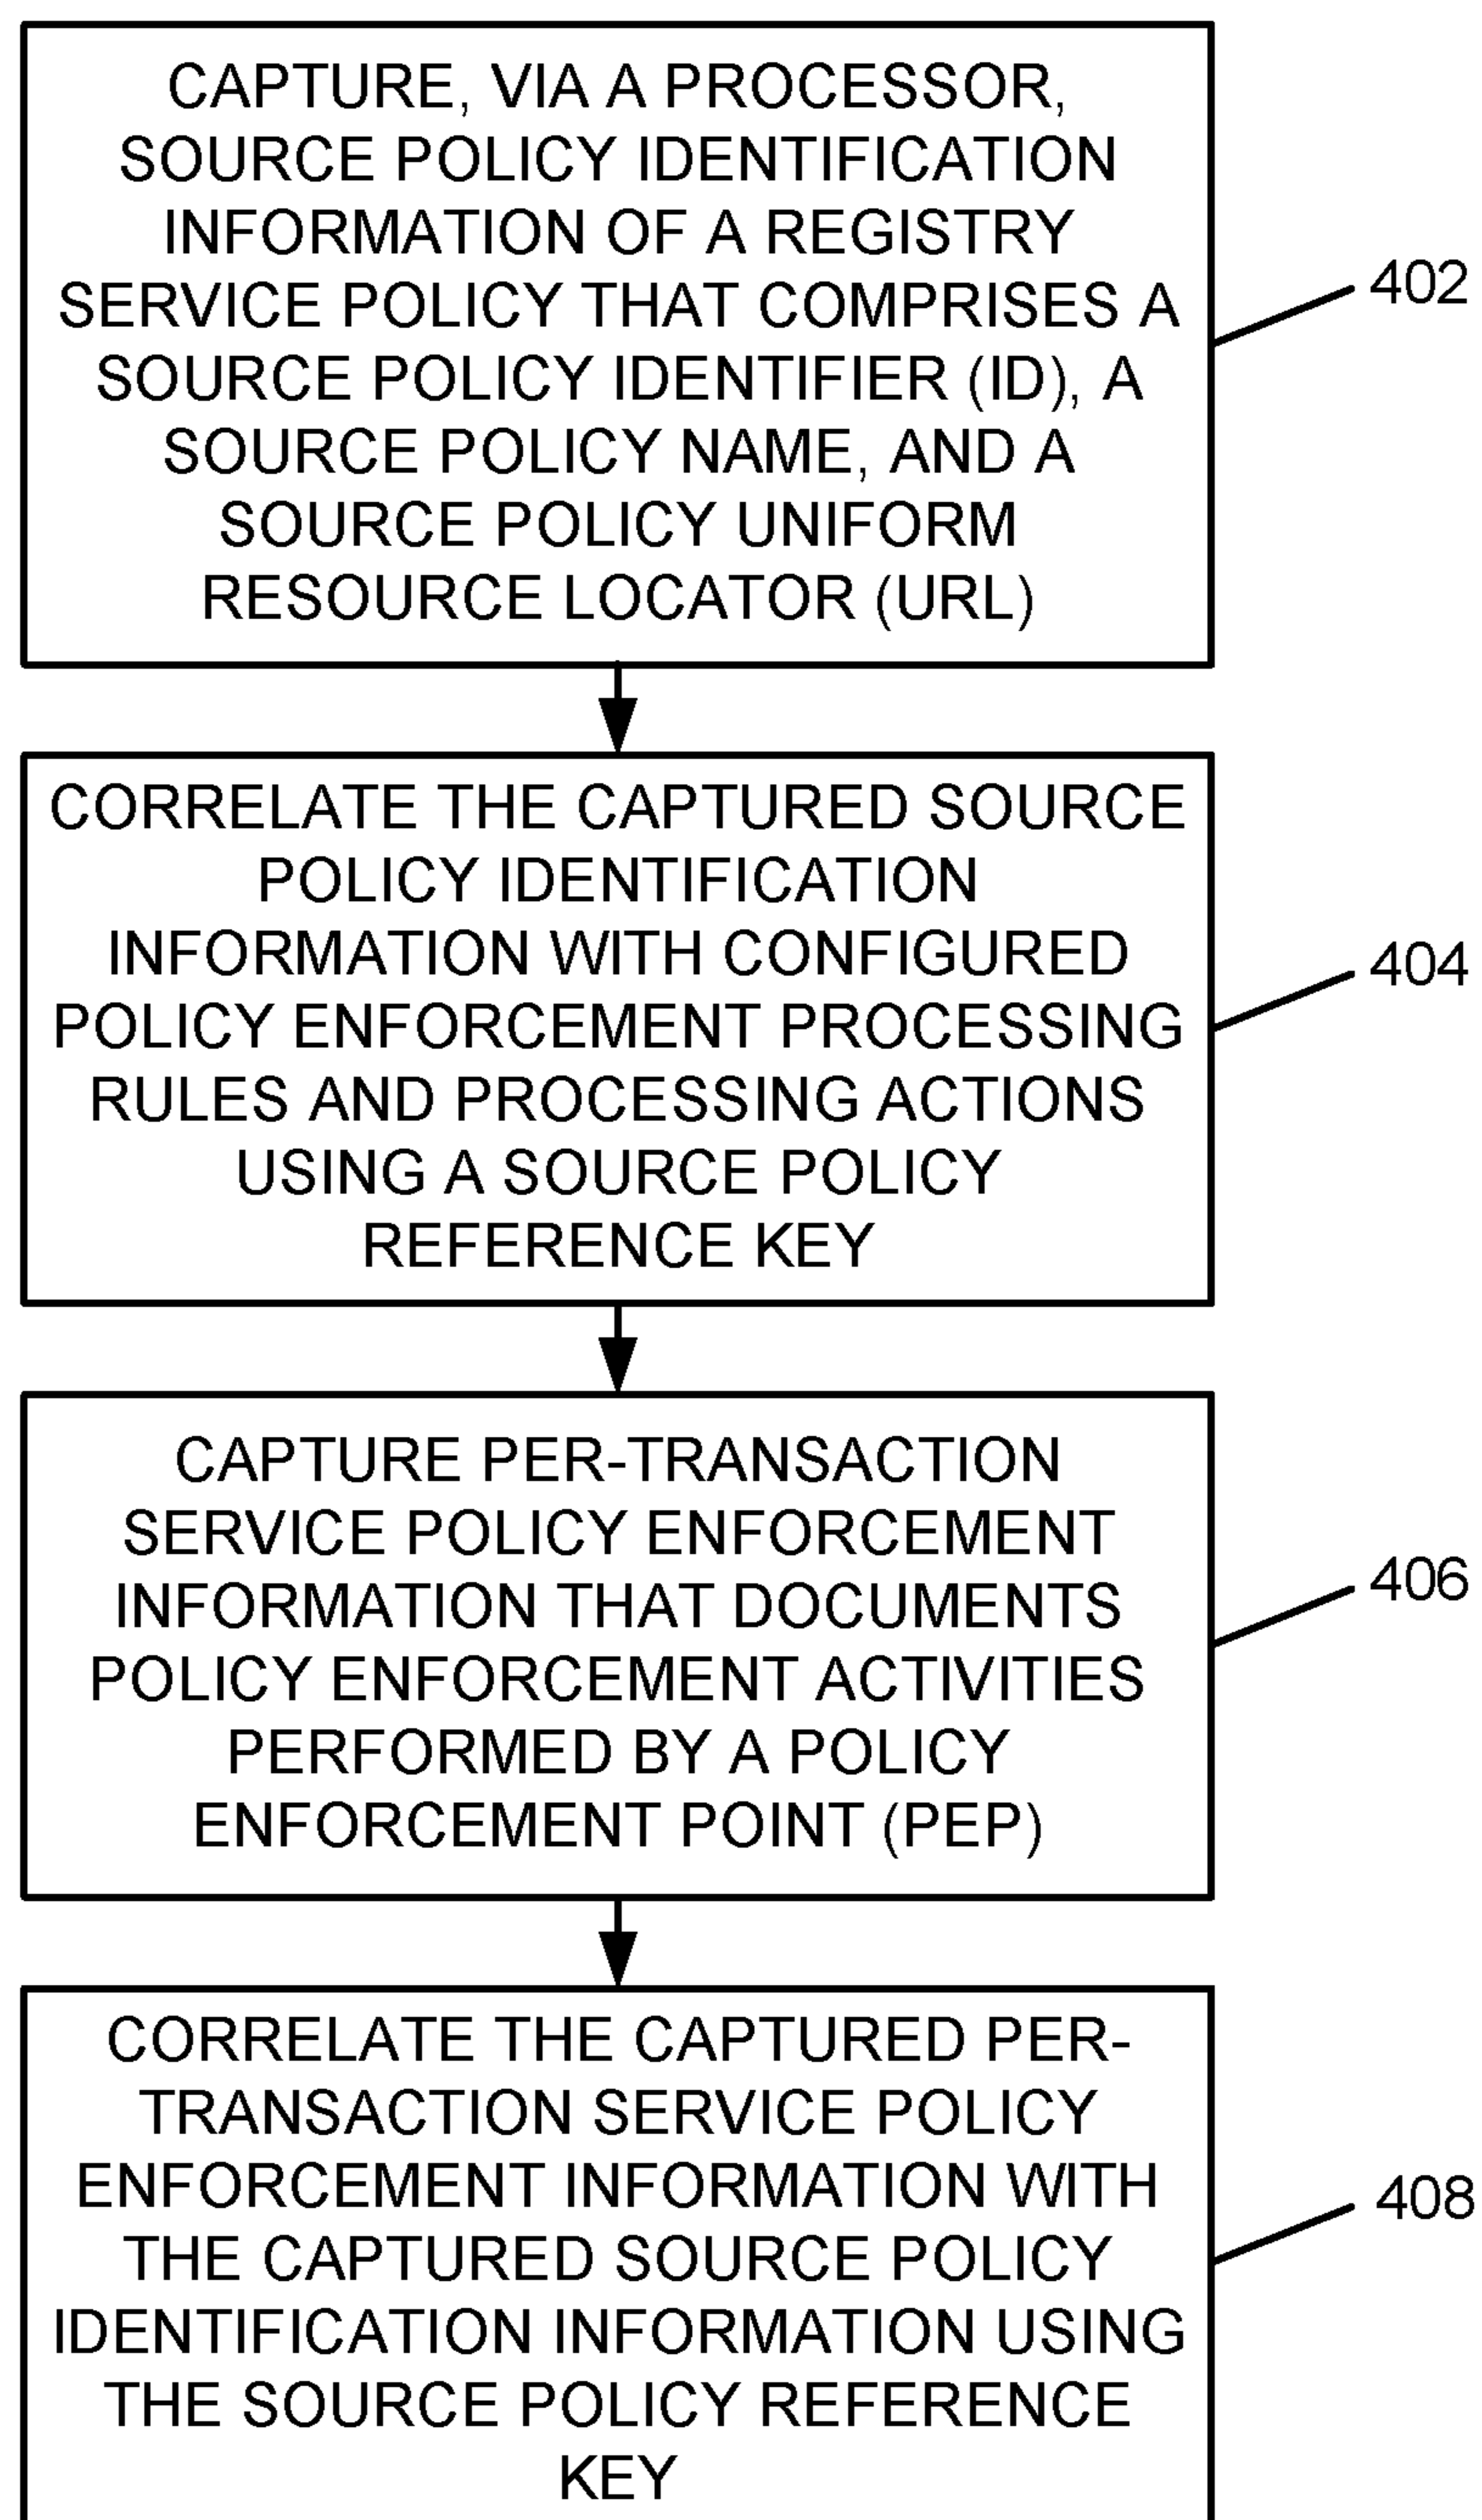 CAPTURE, VIA A PROCESSOR,
SOURCE POLICY IDENTIFICATION
INFORMATION OF A REGISTRY
SERVICE POLICY THAT COMPRISES A
SOURCE POLICY IDENTIFIER (ID), A
SOURCE POLICY NAME, AND A
SOURCE POLICY UNIFORM
RESOURCE LOCATOR (URL)
402
CORRELATE THE CAPTURED SOURCE
POLICY IDENTIFICATION
INFORMATION WITH CONFIGURED
POLICY ENFORCEMENT PROCESSING
RULES AND PROCESSING ACTIONS
USING A SOURCE POLICY
REFERENCE KEY
404
CAPTURE PER-TRANSACTION
SERVICE POLICY ENFORCEMENT
INFORMATION THAT DOCUMENTS
POLICY ENFORCEMENT ACTIVITIES
PERFORMED BY A POLICY
ENFORCEMENT POINT (PEP)
406
CORRELATE THE CAPTURED PER-
TRANSACTION SERVICE POLICY
ENFORCEMENT INFORMATION WITH
THE CAPTURED SOURCE POLICY
IDENTIFICATION INFORMATION USING
THE SOURCE POLICY REFERENCE
KEY
408